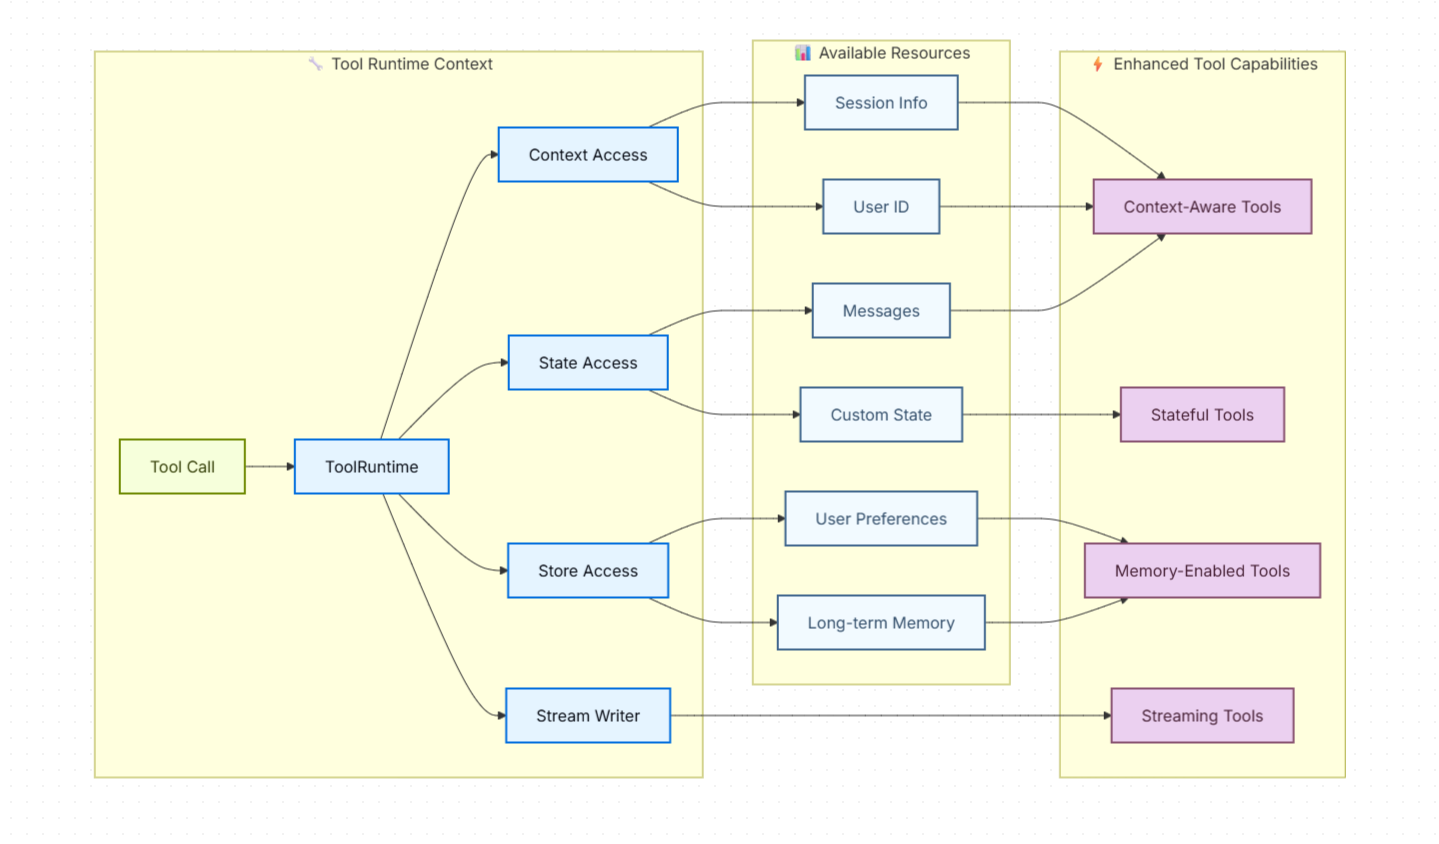 🔧 Tool Runtime Context
Tool Call
ToolRuntime
Context Access
State Access
Store Access
Stream Writer
📊 Available Resources
Session Info
User ID
Messages
Custom State
User Preferences
Long-term Memory
⚡ Enhanced Tool Capabilities
Context-Aware Tools
Stateful Tools
Memory-Enabled Tools
Streaming Tools